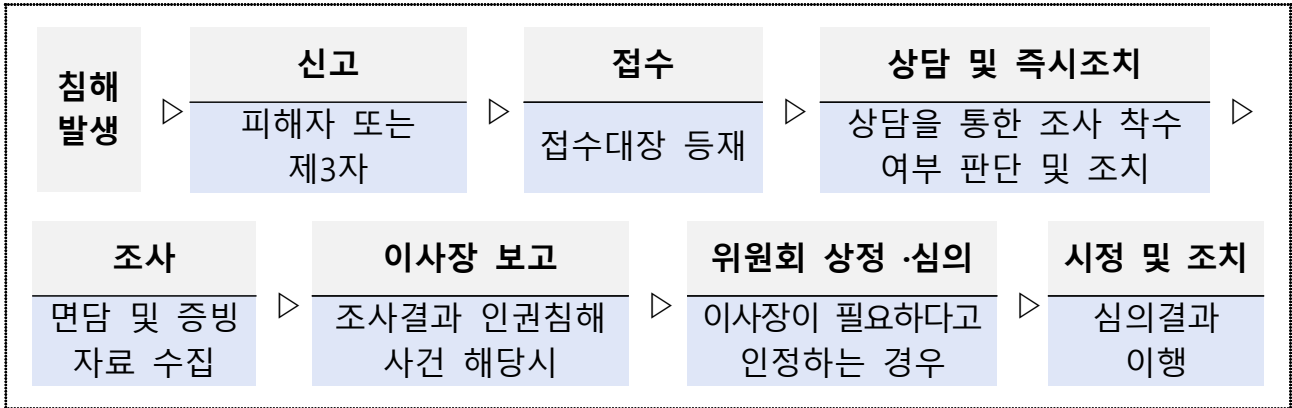 침해
발생
▷
신고
피해자 또는
제3자
▷
접수
접수대장 등재
▷
상담 및 즉시조치
상담을 통한 조사 착수
여부 판단 및 조치
▷
조사
면담 및 증빙
자료 수집
▷
이사장 보고
조사결과 인권침해
사건 해당시
▷
위원회 상정 ·심의
이사장이 필요하다고
인정하는 경우
▷
시정 및 조치
심의결과
이행